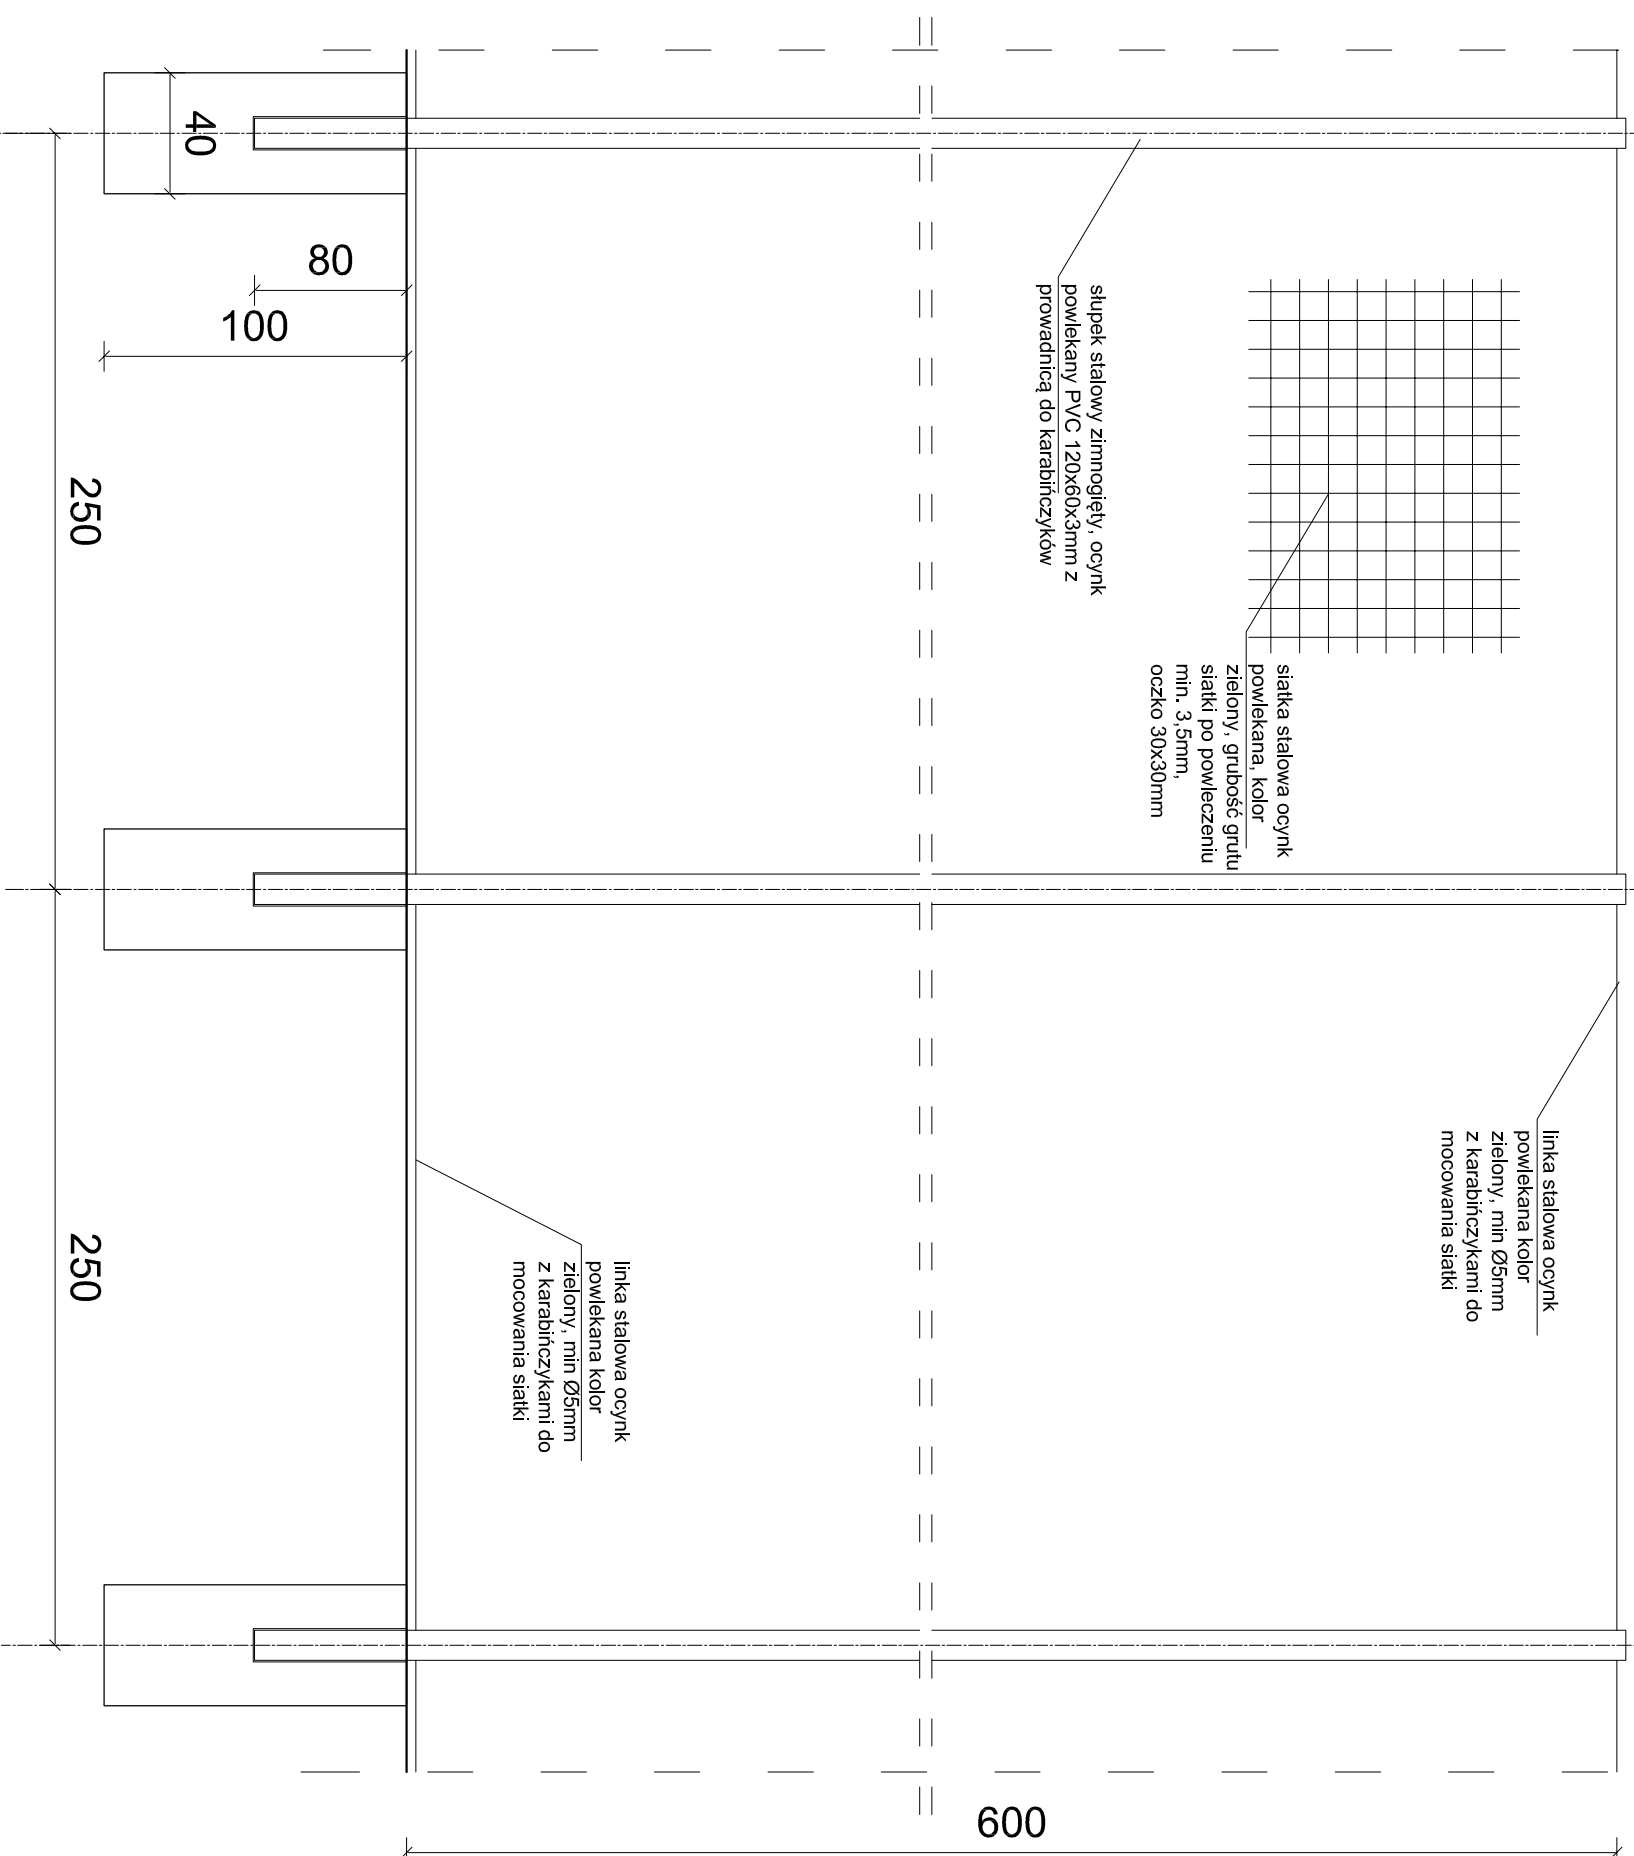 słupek stalowy zimnogięty, ocynk
powlekany PVC 120x60x3mm z
prowadnicą do karabińczyków
siatka stalowa ocynk
powlekana, kolor
zielony, grubość grutu
siatki po powleczeniu
min. 3,5mm,
oczko 30x30mm
linka stalowa ocynk
powlekana kolor
zielony, min Ø5mm
z karabińczykami do
mocowania siatki
linka stalowa ocynk
powlekana kolor
zielony, min Ø5mm
z karabińczykami do
mocowania siatki
40
80
100
250
250
600